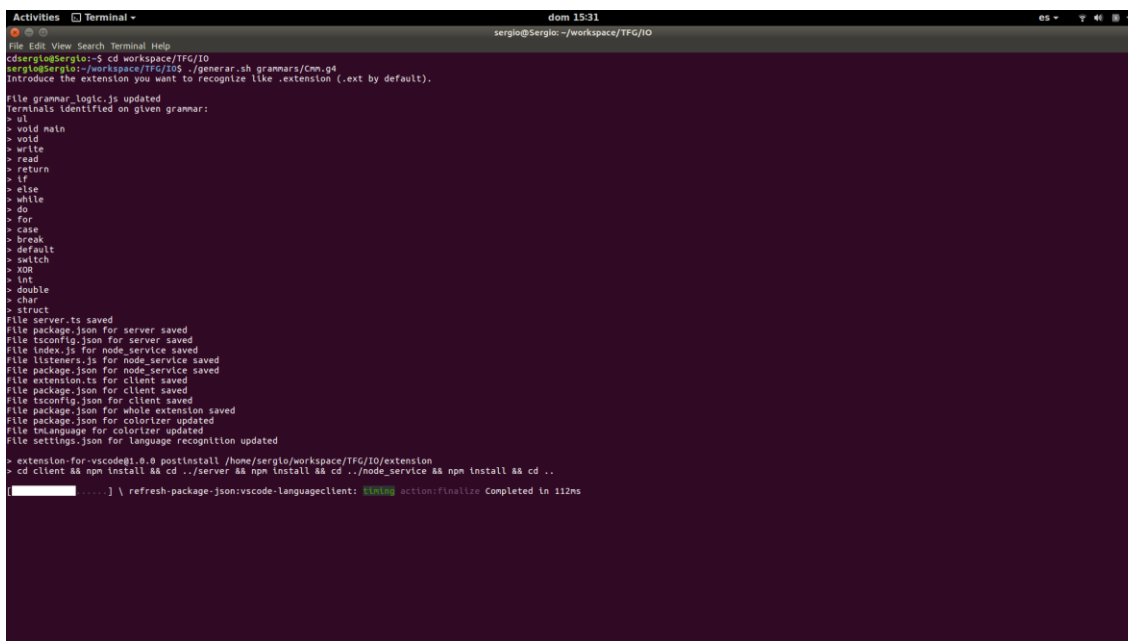 Activities Terminal dom 15:31 es
sergio@Sergio: ~/workspace/TFG/IO
File Edit View Search Terminal Help
cdsergio@Sergio:~$ cd workspace/TFG/IO
sergio@Sergio:~/workspace/TFG/IO$ ./generar.sh grammars/Cmm.g4
Introduce the extension you want to recognize like .extension (.ext by default).
File grammar_logic.js updated
Terminals identified on given grammar:
> ul
> void main
> void
> write
> read
> return
> if
> else
> while
> do
> for
> case
> break
> default
> switch
> XOR
> int
> double
> char
> struct
File server.ts saved
File package.json for server saved
File tsconfig.json for server saved
File index.js for node_service saved
File listeners.js for node_service saved
File package.json for node_service saved
File extension.ts for client saved
File package.json for client saved
File tsconfig.json for client saved
File package.json for whole extension saved
File package.json for colorizer updated
File tmLanguage for colorizer updated
File settings.json for language recognition updated
> extension-for-vscode@1.0.0 postinstall /home/sergio/workspace/TFG/IO/extension
> cd client && npm install && cd ../server && npm install && cd ../node_service && npm install && cd ..
[ ......] \ refresh-package-json:vscode-languageclient: timing action:finalize Completed in 112ms